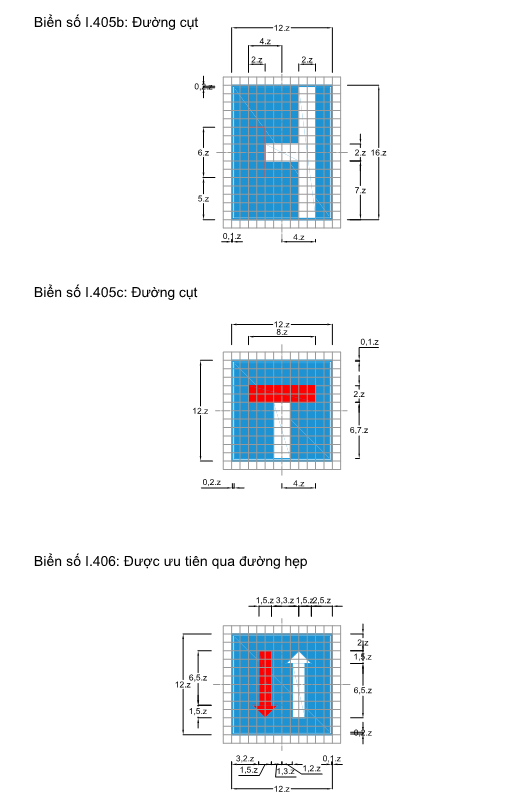 Biển số I.405b: Đường cụt
12.z
4.z
2.z 2.z
6.z 2.z 16.z
5.z 7.z
0,1.z 4.z
Biển số I.405c: Đường cụt
12.z
8.z
0,1.z
2.z
12.z
6,7.z
0,2.z 4.z
Biển số I.406: Được ưu tiên qua đường hẹp
1,5.z 3,3.z 1,5.z 2,5.z
2.z
1,5.z
6,5.z
12.z 6,5.z
1,5.z
0,2.z
3,2.z 0,1.z
1,5.z 1,3.z 1,2.z
12.z